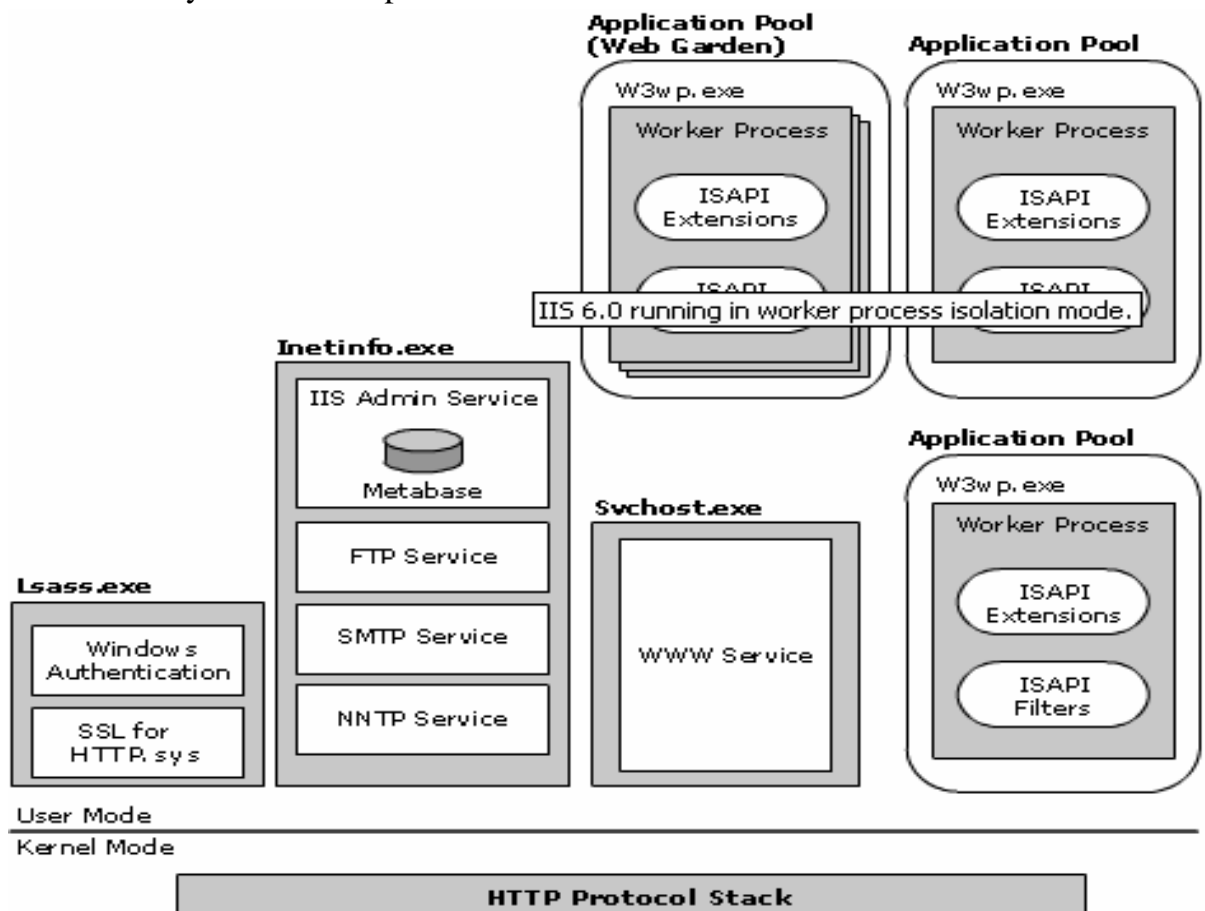 Application Pool
(Web Garden)
W3wp.exe
Worker Process
ISAPI
Extensions
ISAPI
Application Pool
W3wp.exe
Worker Process
ISAPI
Extensions
ISAPI
IIS 6.0 running in worker process isolation mode.
Inetinfo.exe
IIS Admin Service
Metabase
FTP Service
SMTP Service
NNTP Service
Svchost.exe
WWW Service
Application Pool
W3wp.exe
Worker Process
ISAPI
Extensions
ISAPI
Filters
Lsass.exe
Windows
Authentication
SSL for
HTTP.sys
User Mode
Kernel Mode
HTTP Protocol Stack